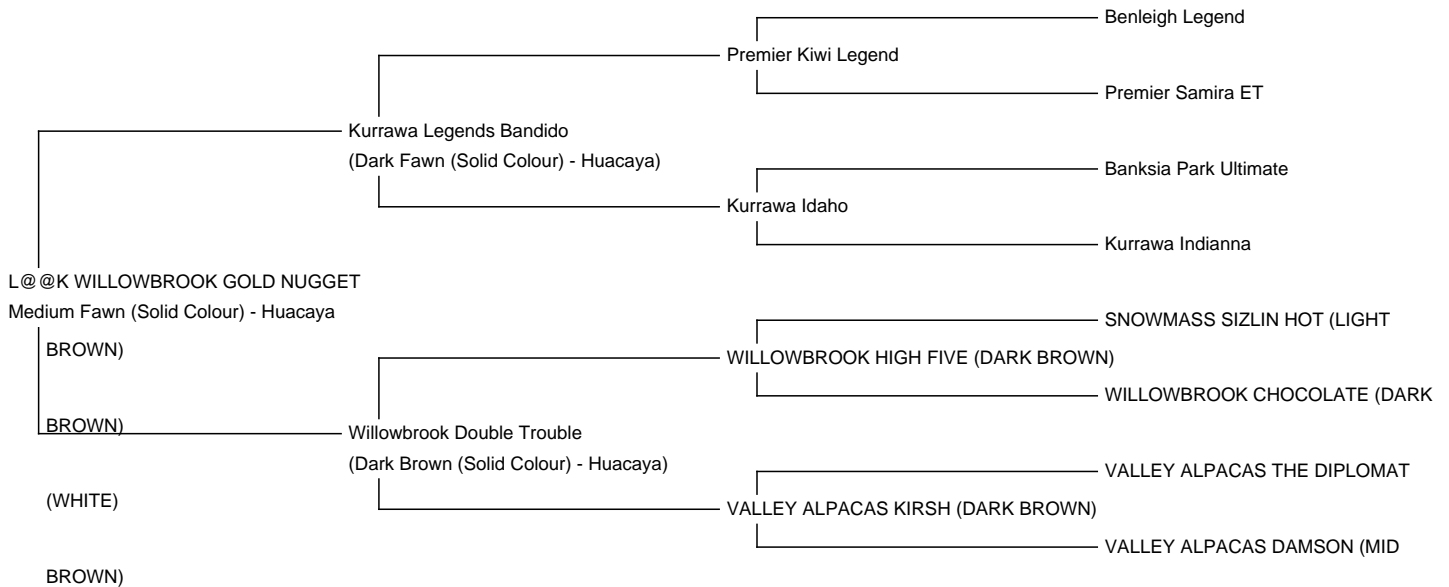 Benleigh Legend
Premier Kiwi Legend
Premier Samira ET
Kurrawa Legends Bandido
(Dark Fawn (Solid Colour) - Huacaya)
Banksia Park Ultimate
Kurrawa Idaho
Kurrawa Indianna
L@@K WILLOWBROOK GOLD NUGGET
Medium Fawn (Solid Colour) - Huacaya
SNOWMASS SIZLIN HOT (LIGHT
BROWN)
WILLOWBROOK HIGH FIVE (DARK BROWN)
WILLOWBROOK CHOCOLATE (DARK
BROWN)
Willowbrook Double Trouble
(Dark Brown (Solid Colour) - Huacaya)
VALLEY ALPACAS THE DIPLOMAT
(WHITE)
VALLEY ALPACAS KIRSH (DARK BROWN)
VALLEY ALPACAS DAMSON (MID
BROWN)